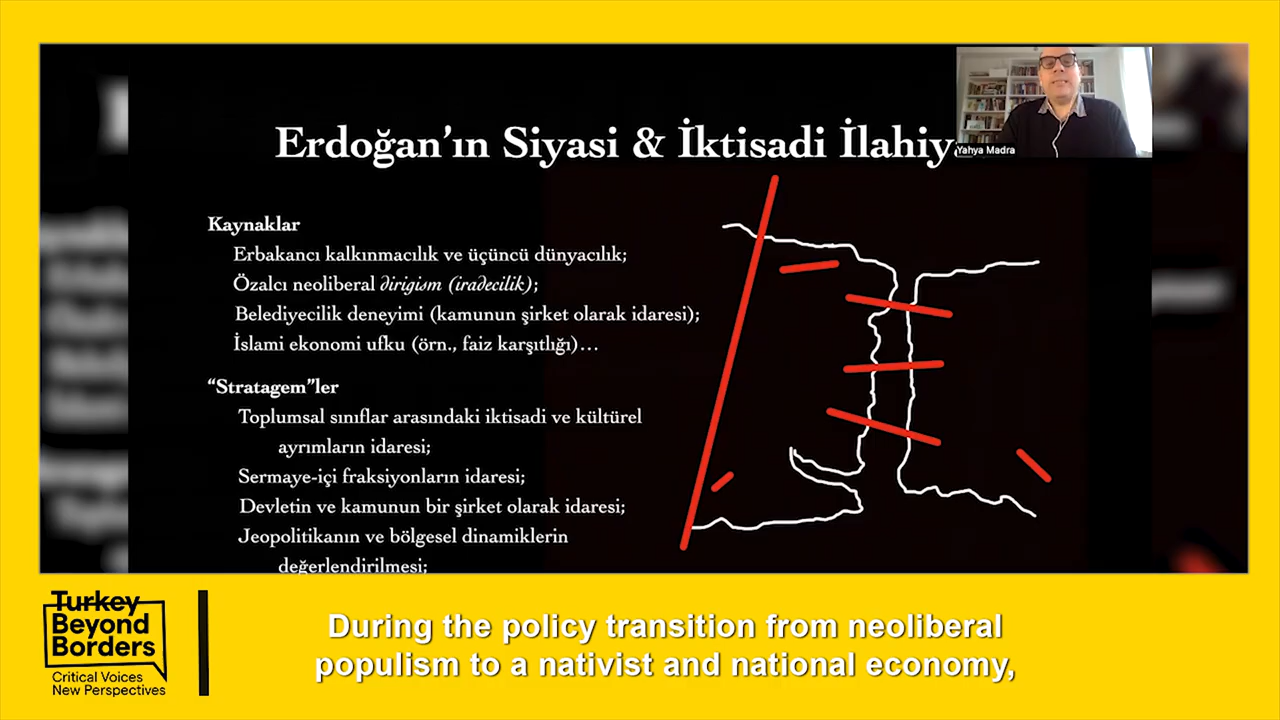 Erdoğan'ın Siyasi & İktisadi İlahiy
Yahya Madra
Kaynaklar
Erbakancı kalkınmacılık ve üçüncü dünyacılık;
Özalcı neoliberal dirigism (iradecilik);
Belediyecilik deneyimi (kamunun şirket olarak idaresi);
İslami ekonomi ufku (örn., faiz karşıtlığı)…
“Stratagem”ler
Toplumsal sınıflar arasındaki iktisadi ve kültürel
ayrımların idaresi;
Sermaye-içi fraksiyonların idaresi;
Devletin ve kamunun bir şirket olarak idaresi;
Jeopolitikanın ve bölgesel dinamiklerin
değerlendirilmesi;
Turkey
Beyond
Borders
Critical Voices
New Perspectives
During the policy transition from neoliberal
populism to a nativist and national economy,